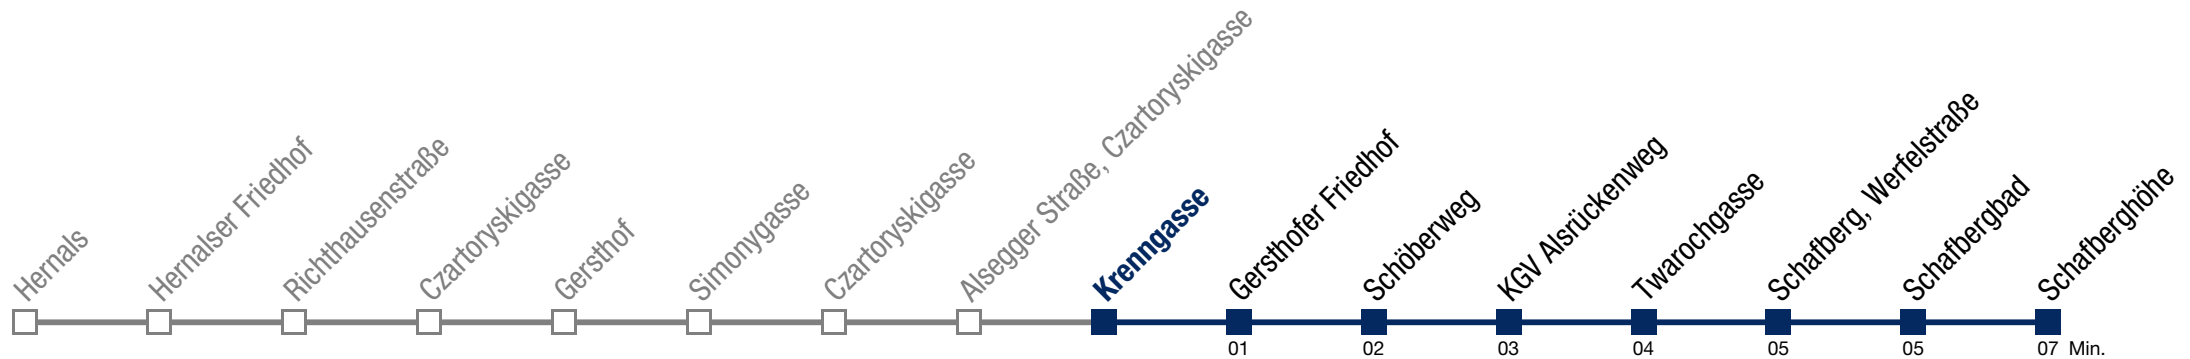 Hernals
Hernalser Friedhof
Richthausenstraße
Czartoryskigasse
Gersthof
Simonygasse
Czartoryskigasse
Alsegger Straße, Czartoryskigasse
Krenngasse
Gersthofer Friedhof
Schöberweg
KGV Alsrückenweg
Twarochgasse
Schafberg, Werfelstraße
Schafbergbad
Schafberghöhe
01 02 03 04 05 05 07 Min.